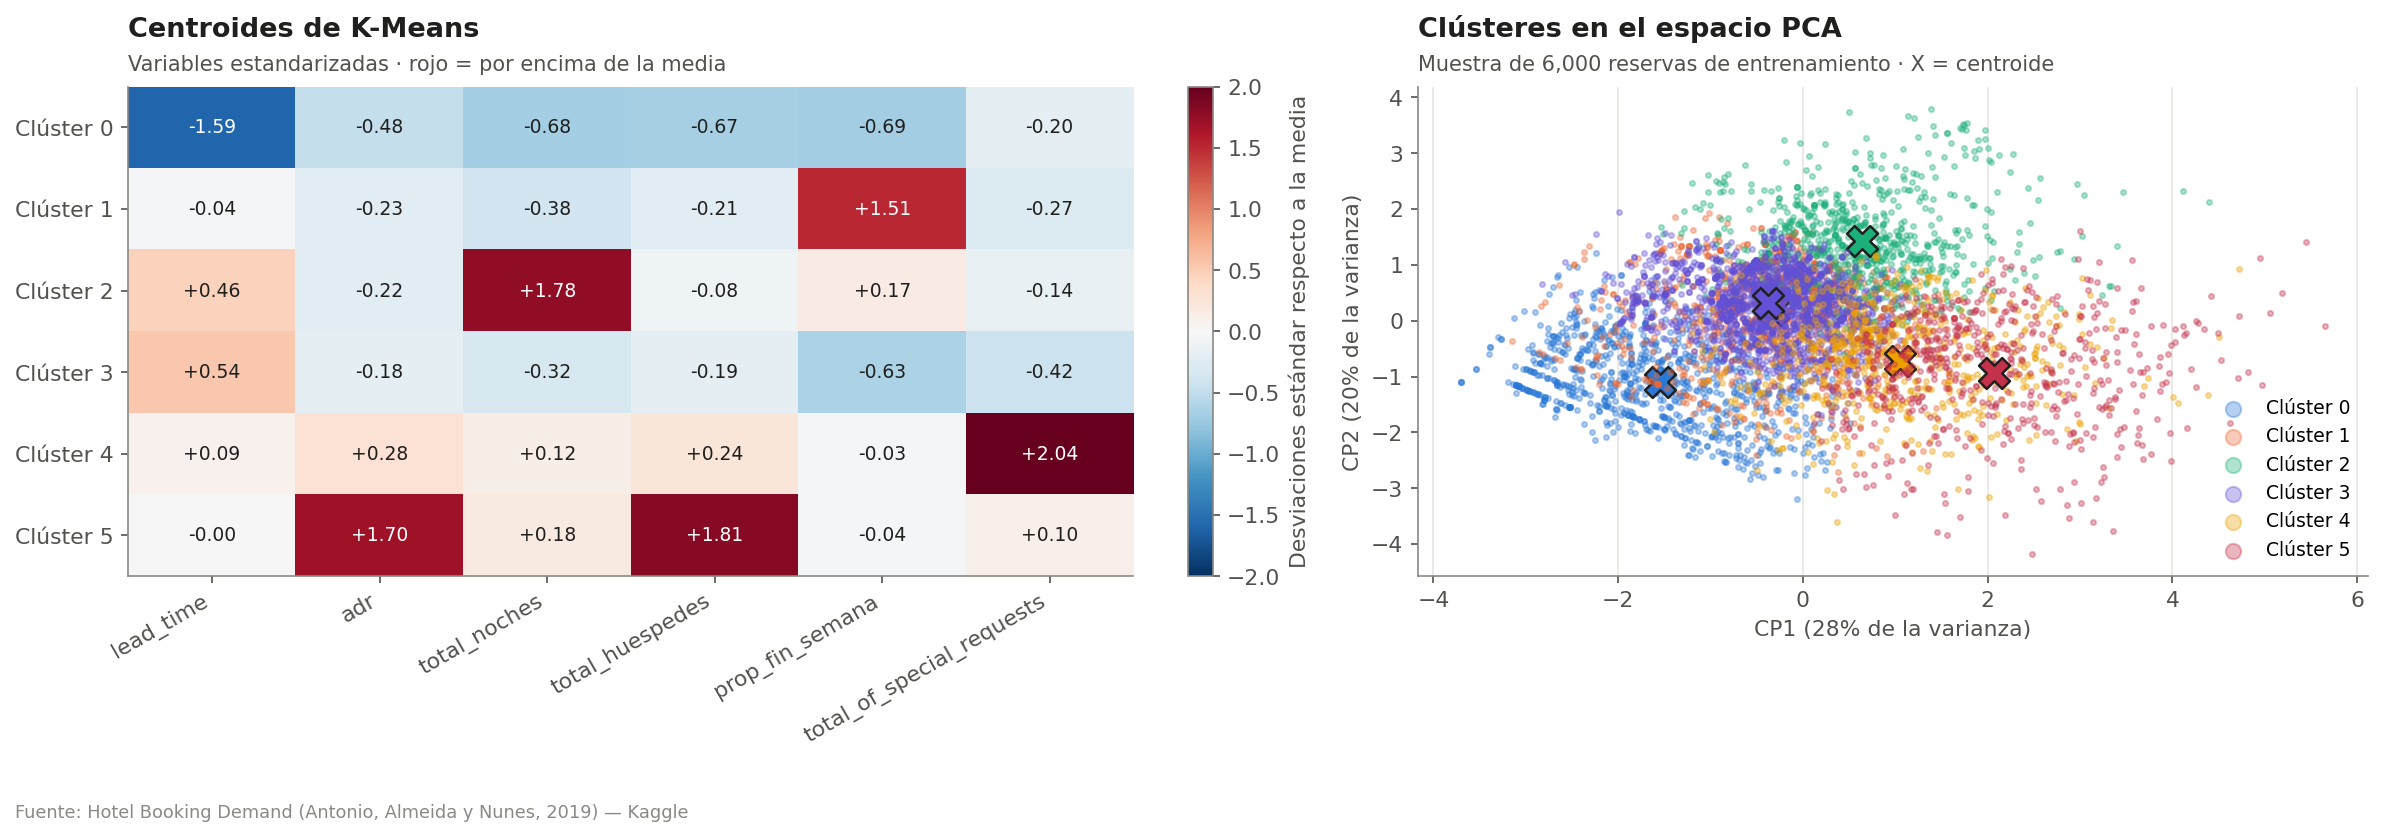 Centroides de K-Means
Variables estandarizadas · rojo = por encima de la media
Clúster 0 -1.59 -0.48 -0.68 -0.67 -0.69 -0.20
Clúster 1 -0.04 -0.23 -0.38 -0.21 +1.51 -0.27
Clúster 2 +0.46 -0.22 +1.78 -0.08 +0.17 -0.14
Clúster 3 +0.54 -0.18 -0.32 -0.19 -0.63 -0.42
Clúster 4 +0.09 +0.28 +0.12 +0.24 -0.03 +2.04
Clúster 5 -0.00 +1.70 +0.18 +1.81 -0.04 +0.10
lead_time
adr
total_noches
total_huespedes
prop_fin_semana
total_of_special_requests
2.0
1.5
1.0
0.5
0.0
−0.5
−1.0
−1.5
−2.0
Desviaciones estándar respecto a la media
Clústeres en el espacio PCA
Muestra de 6,000 reservas de entrenamiento · X = centroide
CP2 (20% de la varianza)
4
3
2
1
0
−1
−2
−3
−4
Clúster 0
Clúster 1
Clúster 2
Clúster 3
Clúster 4
Clúster 5
−4 −2 0 2 4 6
CP1 (28% de la varianza)
Fuente: Hotel Booking Demand (Antonio, Almeida y Nunes, 2019) — Kaggle